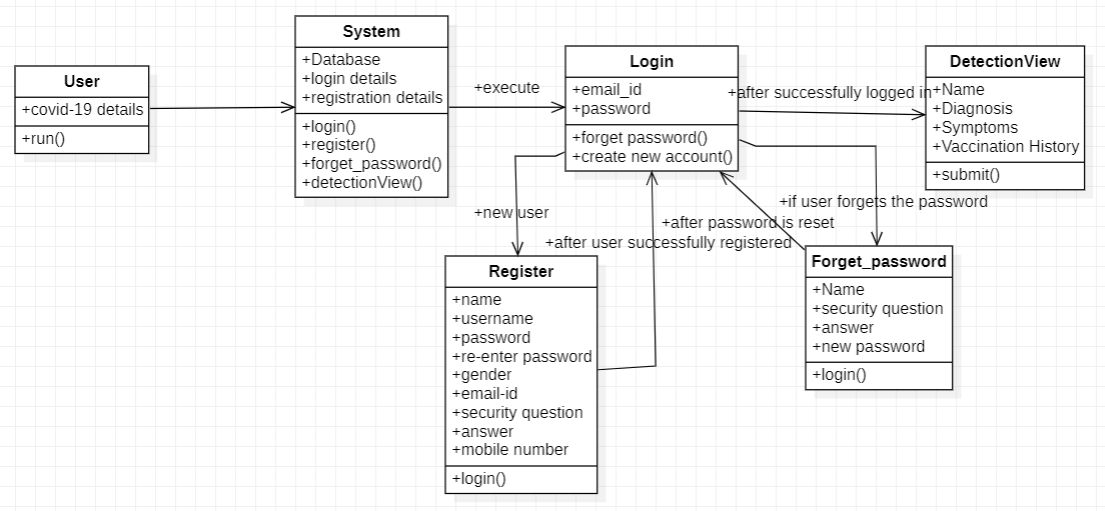 User
+covid-19 details
+run()
System
+Database
+login details
+registration details
+login()
+register()
+forget_password()
+detectionView()
+execute
Login
+email_id
+password
+forget password()
+create new account()
+after successfully logged in
DetectionView
+Name
+Diagnosis
+Symptoms
+Vaccination History
+submit()
+new user
+if user forgets the password
+after password is reset
+after user successfully registered
Register
+name
+username
+password
+re-enter password
+gender
+email-id
+security question
+answer
+mobile number
+login()
Forget_password
+Name
+security question
+answer
+new password
+login()